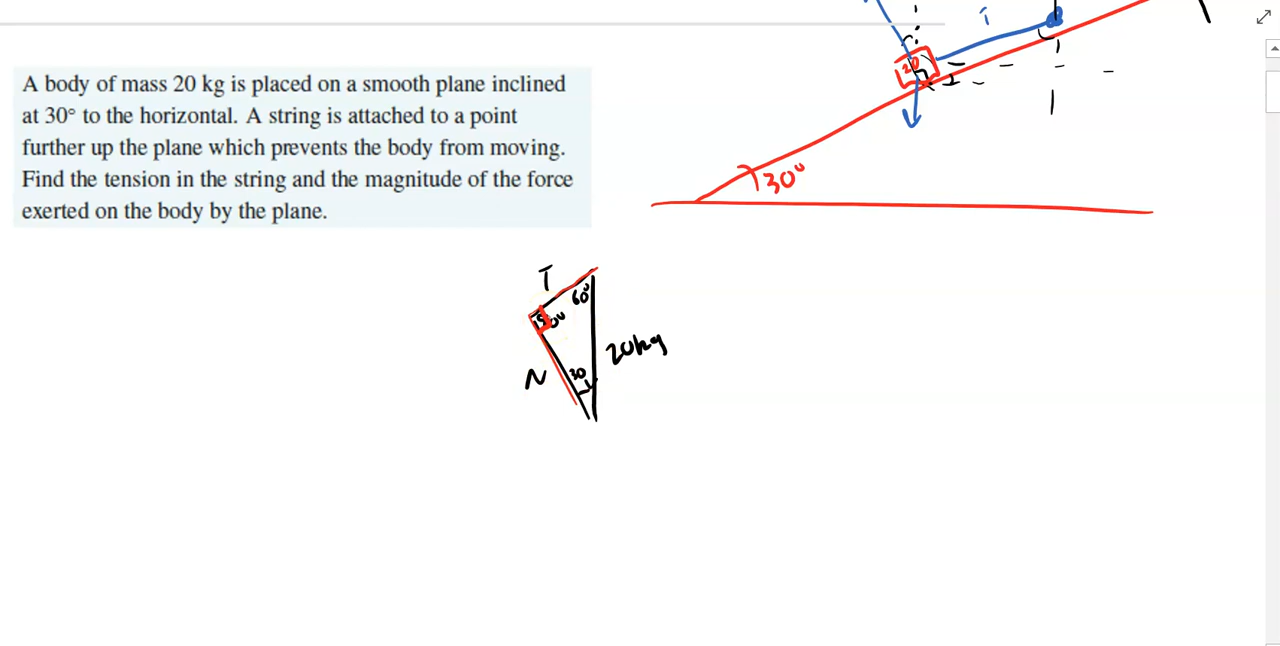 T
20
A body of mass 20 kg is placed on a smooth plane inclined
at 30° to the horizontal. A string is attached to a point
further up the plane which prevents the body from moving.
Find the tension in the string and the magnitude of the force
exerted on the body by the plane.
30°
T
60°
N
30
20kg